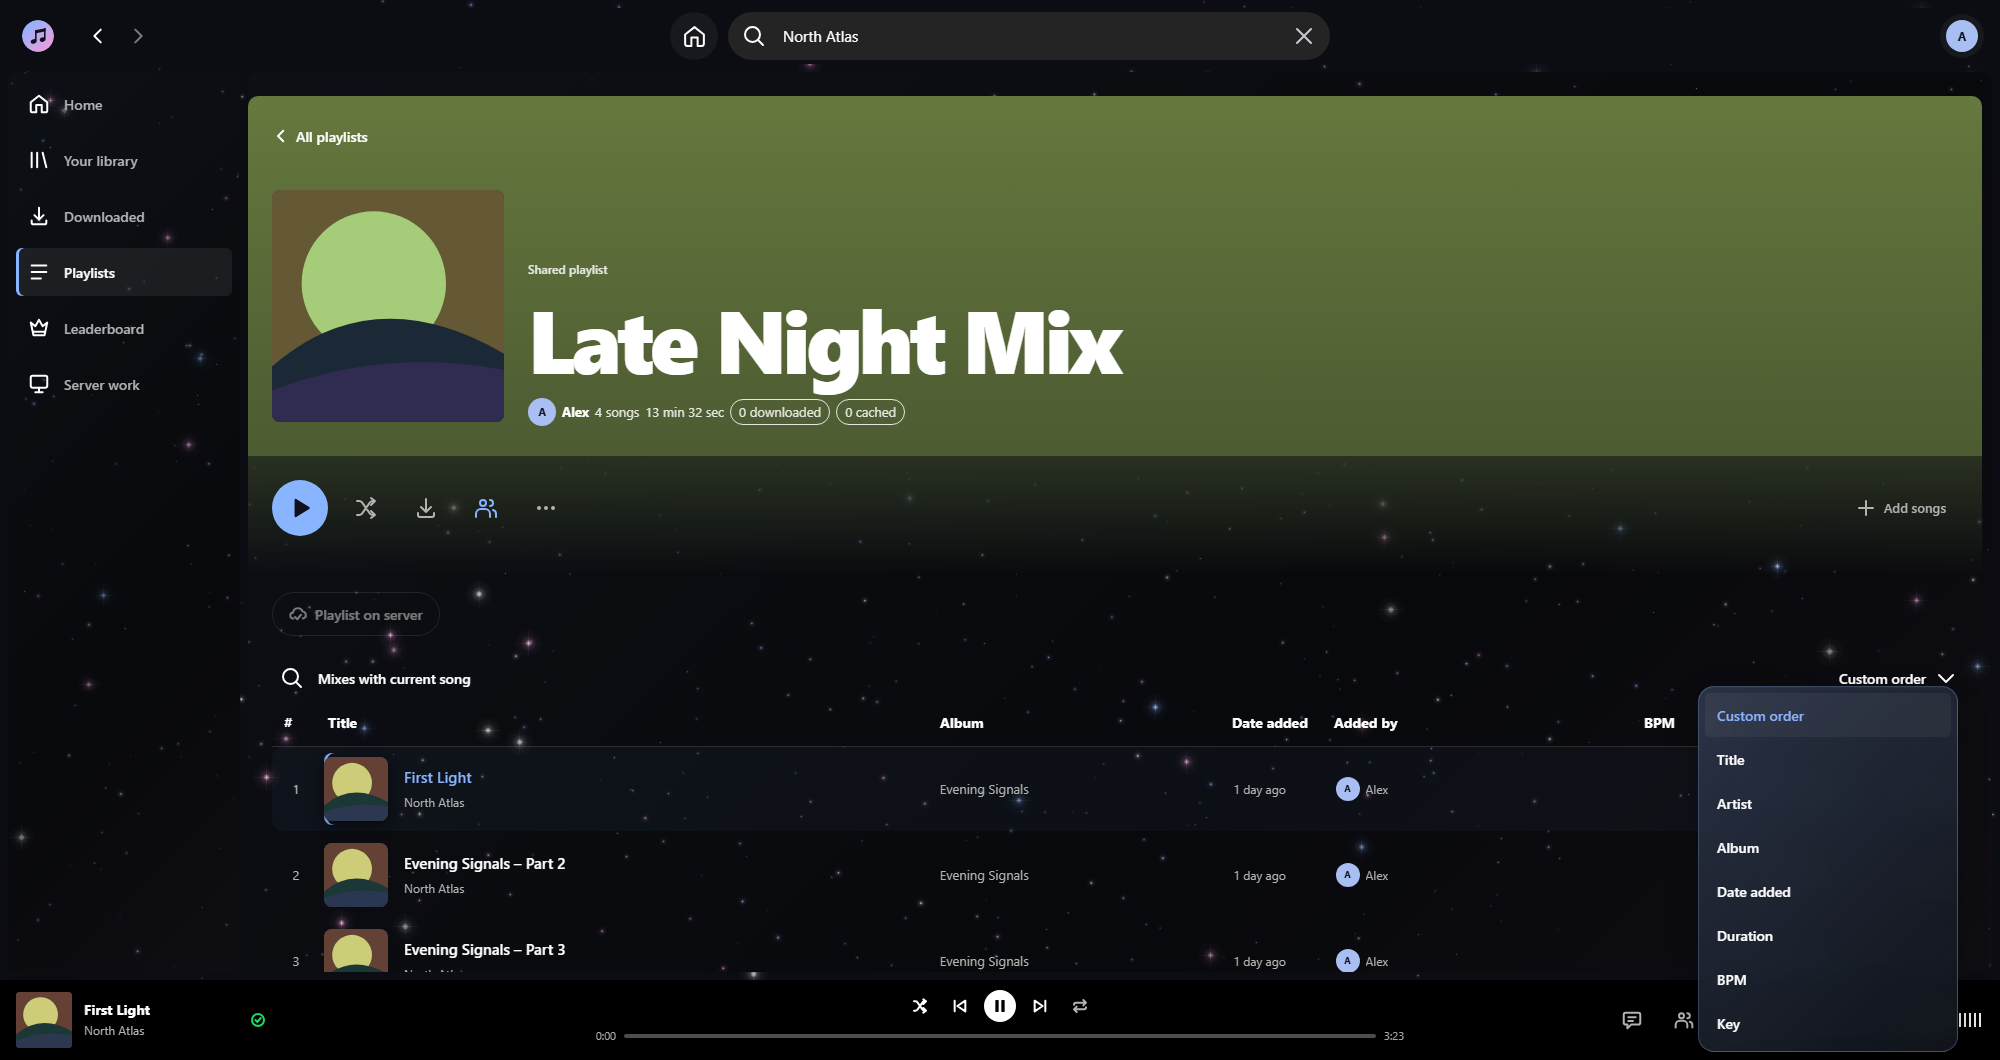 North Atlas
A
Home
Your library
Downloaded
Playlists
Leaderboard
Server work
All playlists
Shared playlist
Late Night Mix
A Alex 4 songs 13 min 32 sec 0 downloaded 0 cached
Add songs
Playlist on server
Mixes with current song
Custom order
# Title Album Date added Added by BPM
1 First Light Evening Signals 1 day ago A Alex
North Atlas
2 Evening Signals – Part 2 Evening Signals 1 day ago A Alex
North Atlas
3 Evening Signals – Part 3 Evening Signals 1 day ago A Alex
Custom order
Title
Artist
Album
Date added
Duration
BPM
Key
First Light
North Atlas
0:00
3:23